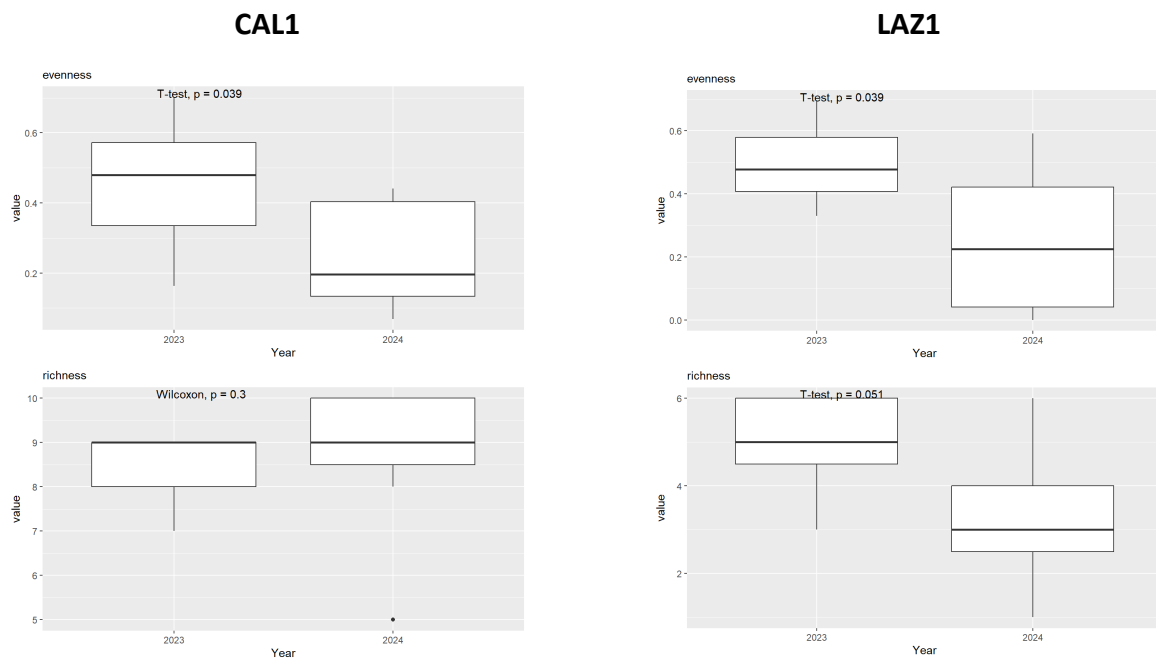 CAL1
evenness
T-test, p = 0.039
0.6
0.4
0.2
value
2023 2024
Year
richness
Wilcoxon, p = 0.3
10
9
8
7
6
5
value
2023 2024
Year
LAZ1
evenness
T-test, p = 0.039
0.6
0.4
0.2
0.0
value
2023 2024
Year
richness
T-test, p = 0.051
6
4
2
value
2023 2024
Year